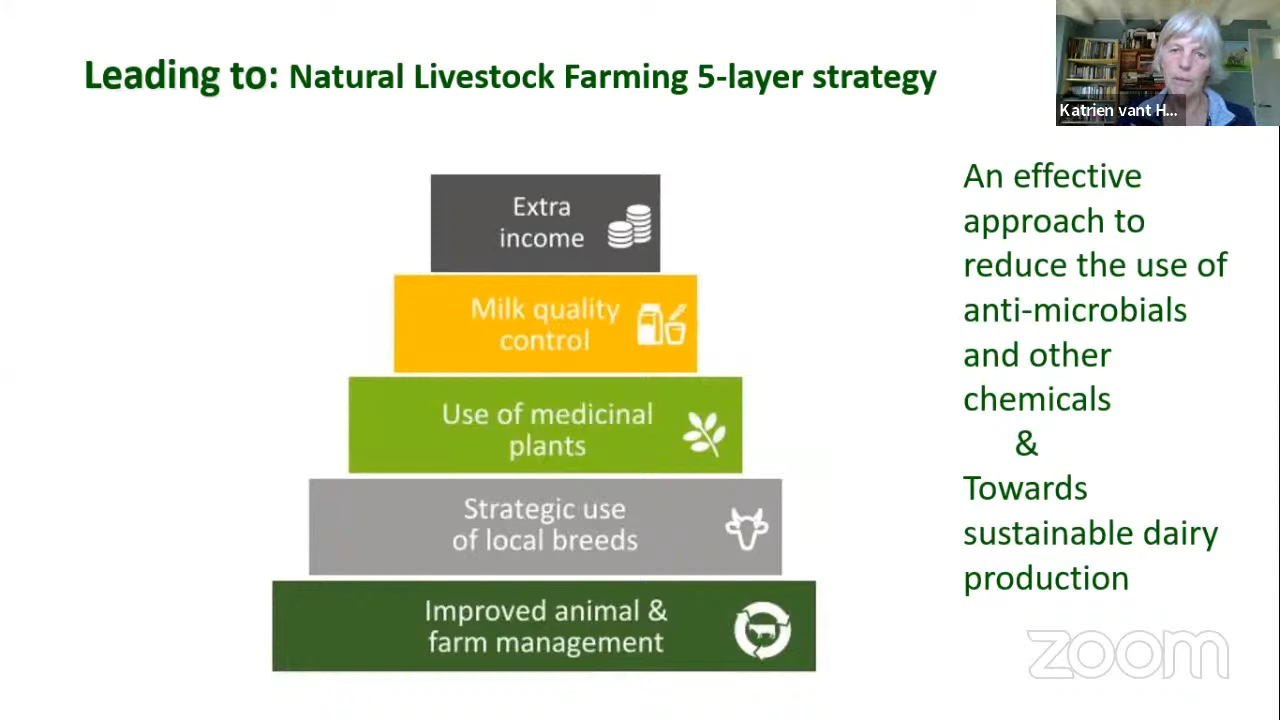 Leading to: Natural Livestock Farming 5-layer strategy
Katrien vant H...
Extra
income
Milk quality
control
Use of medicinal
plants
Strategic use
of local breeds
Improved animal &
farm management
An effective
approach to
reduce the use of
anti-microbials
and other
chemicals
&
Towards
sustainable dairy
production
zoom